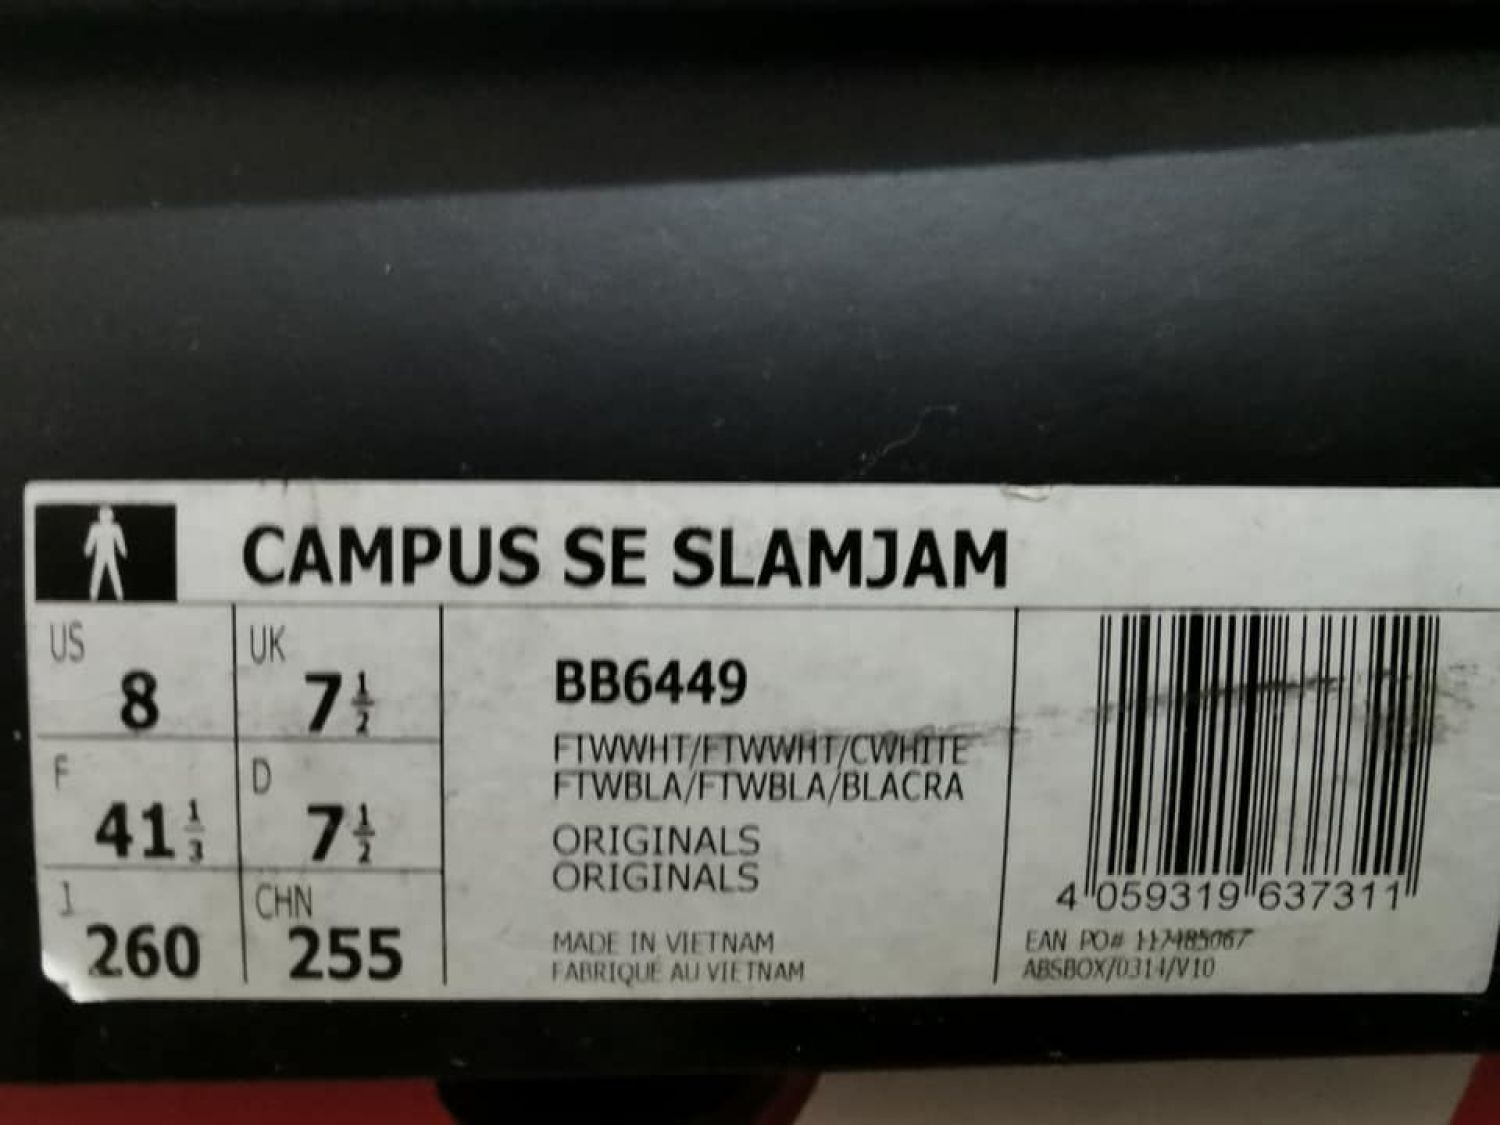 CAMPUS SE SLAMJAM
US 8 UK 7 1/2
F 41 1/3 D 7 1/2
J 260 CHN 255
BB6449
FTWWHT/FTWWHT/CWHITE
FTWBLA/FTWBLA/BLACRA
ORIGINALS
ORIGINALS
MADE IN VIETNAM
FABRIQUÉ AU VIETNAM
4 059319 637311
EAN PO# 117485067
ABSBOX/0314/V10